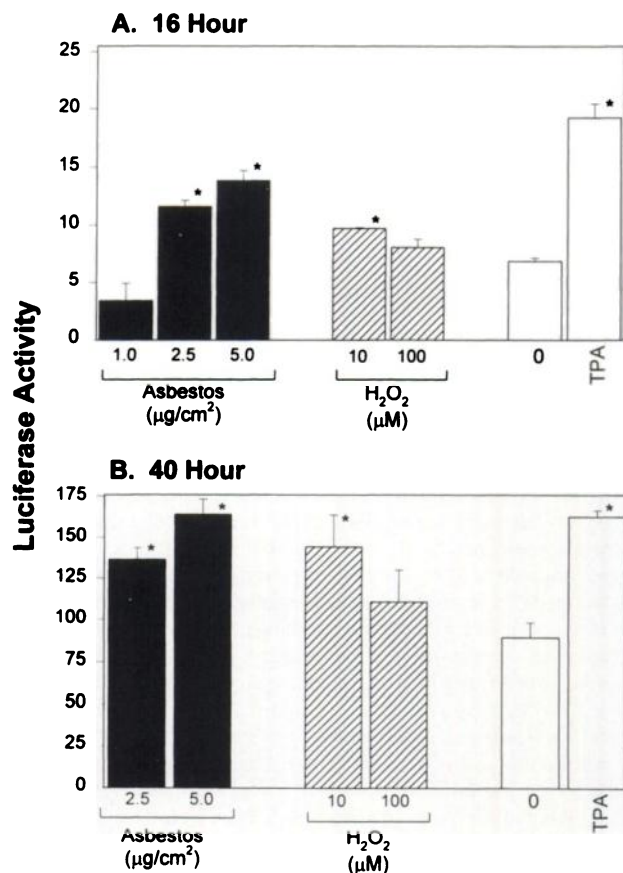 A. 16 Hour
25
20
15
10
5
0
* * * *
1.0 2.5 5.0 10 100 0 TPA
Asbestos H₂O₂
(μg/cm²) (μM)
Luciferase Activity
B. 40 Hour
175
150
125
100
75
50
25
0
* * * *
2.5 5.0 10 100 0 TPA
Asbestos H₂O₂
(μg/cm²) (μM)